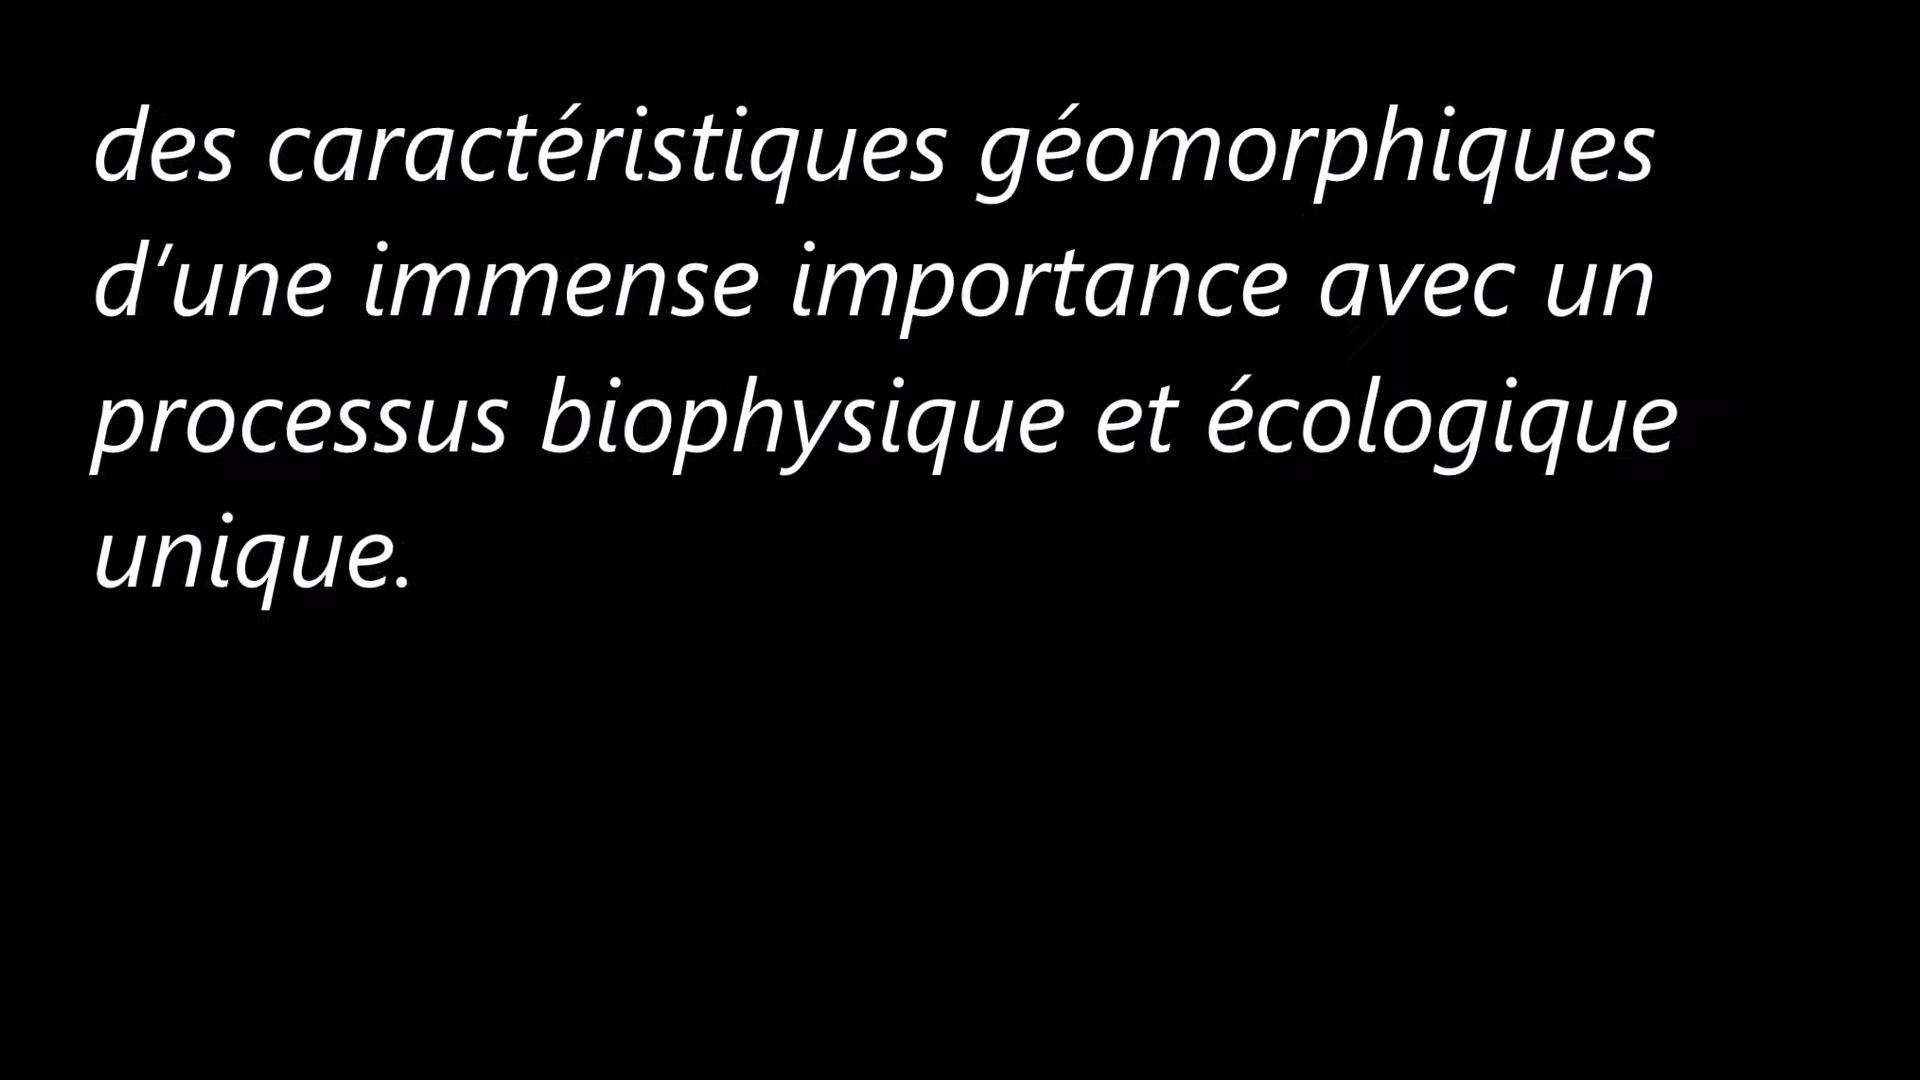 des caractéristiques géomorphiques
d’une immense importance avec un
processus biophysique et écologique
unique.